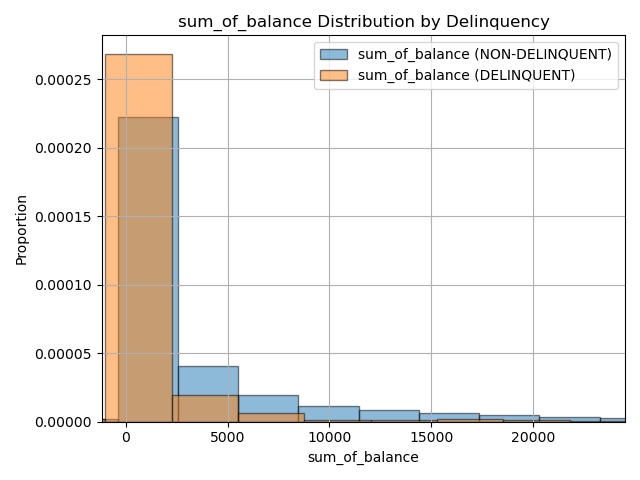 sum_of_balance Distribution by Delinquency
sum_of_balance (NON-DELINQUENT)
sum_of_balance (DELINQUENT)
Proportion
0.00025
0.00020
0.00015
0.00010
0.00005
0.00000
0
5000
10000
15000
20000
sum_of_balance